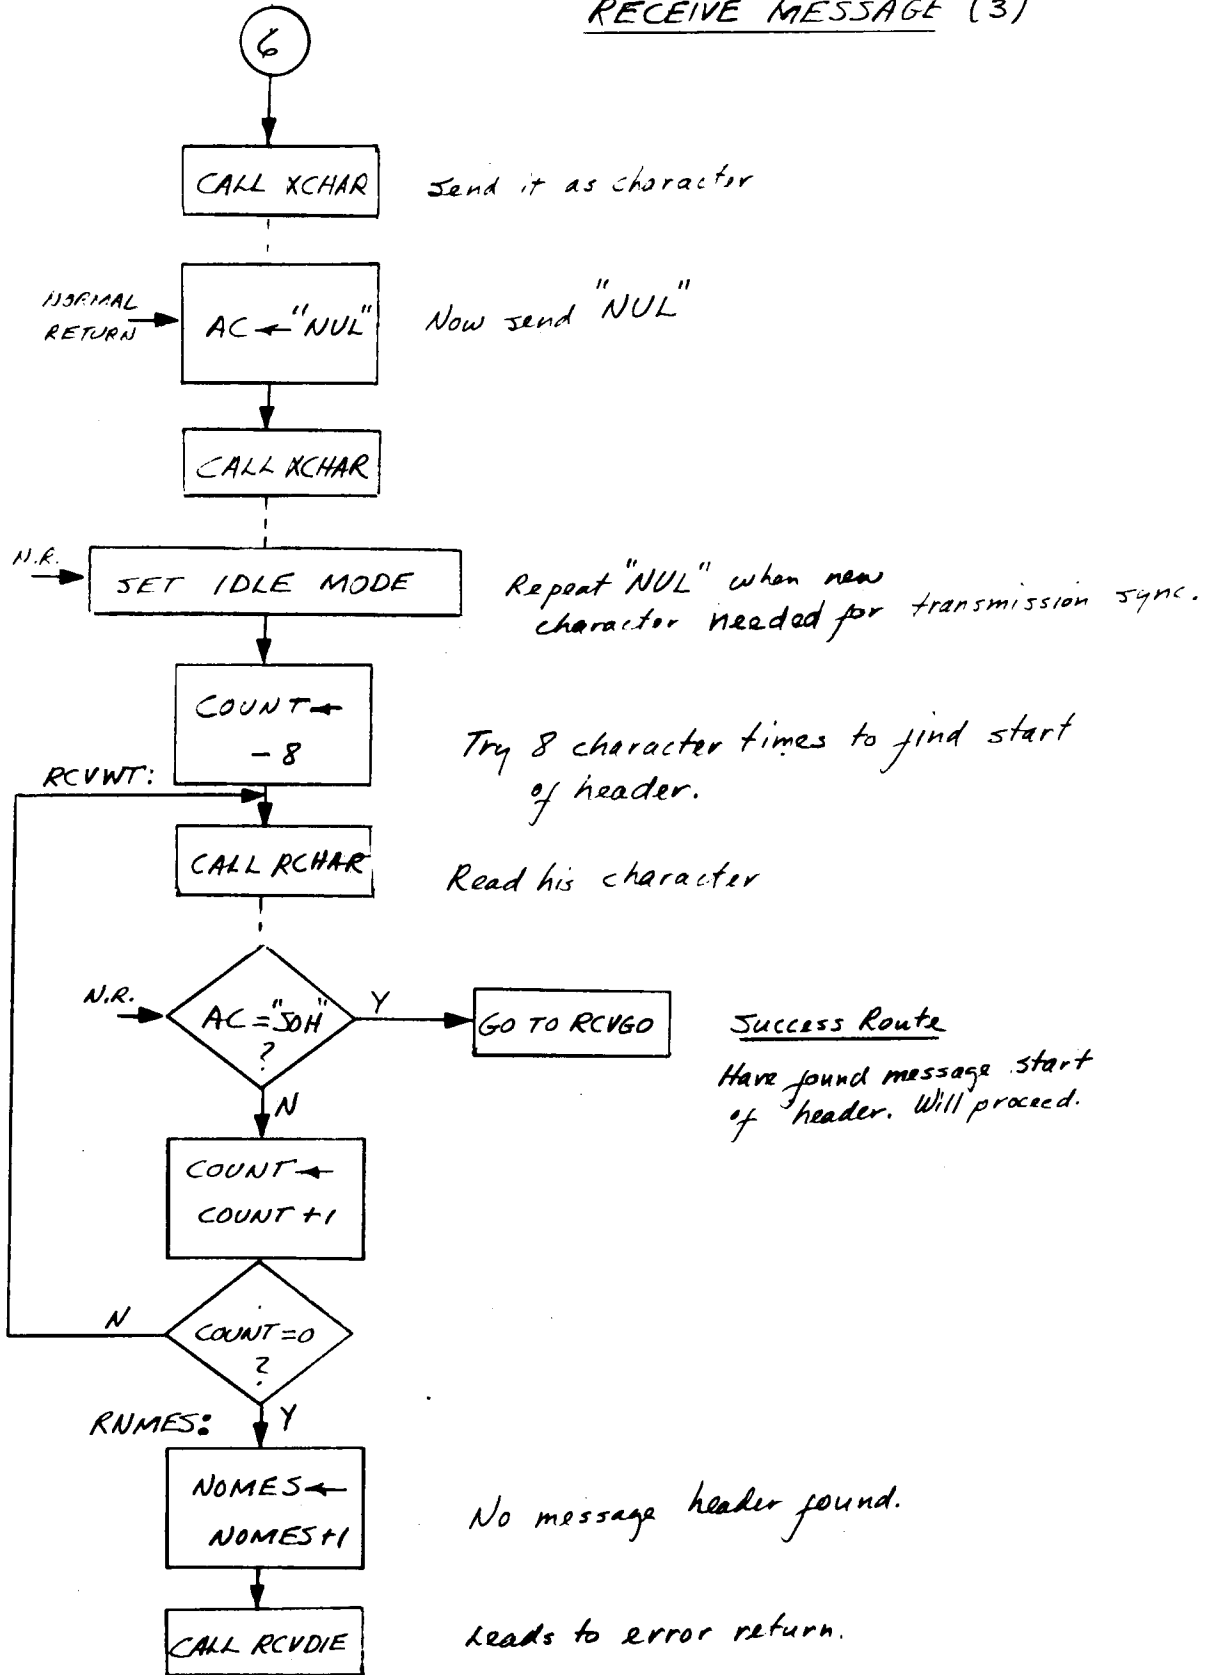 RECEIVE MESSAGE (3)
6
CALL XCHAR
Send it as character
NORMAL
RETURN
AC ← "NUL"
Now send "NUL"
CALL XCHAR
N.R.
SET IDLE MODE
Repeat "NUL" when new
character needed for transmission sync.
COUNT ←
- 8
Try 8 character times to find start
of header.
RCVWT:
CALL RCHAR
Read his character
N.R.
AC = "SOH"
?
Y
GO TO RCVGO
Success Route
Have found message start
of header. Will proceed.
N
COUNT ←
COUNT +1
N
COUNT = 0
?
RNMES:
Y
NOMES ←
NOMES +1
No message header found.
CALL RCVDIE
Leads to error return.